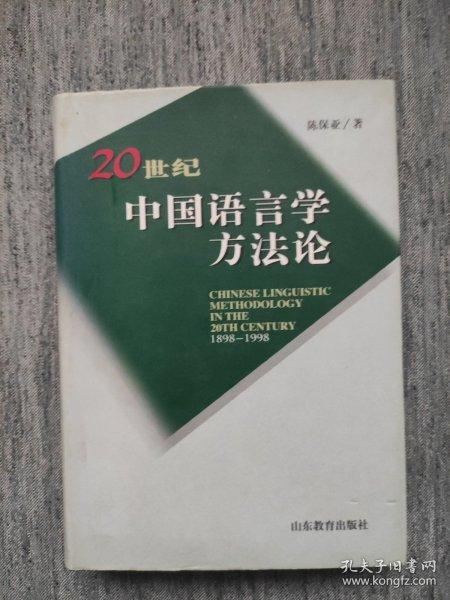 陈保亚/著
20世纪
中国语言学
方法论
CHINESE LINGUISTIC
METHODOLOGY
IN THE
20TH CENTURY
1898-1998
山东教育出版社
孔夫子旧书网
www.kongfz.com